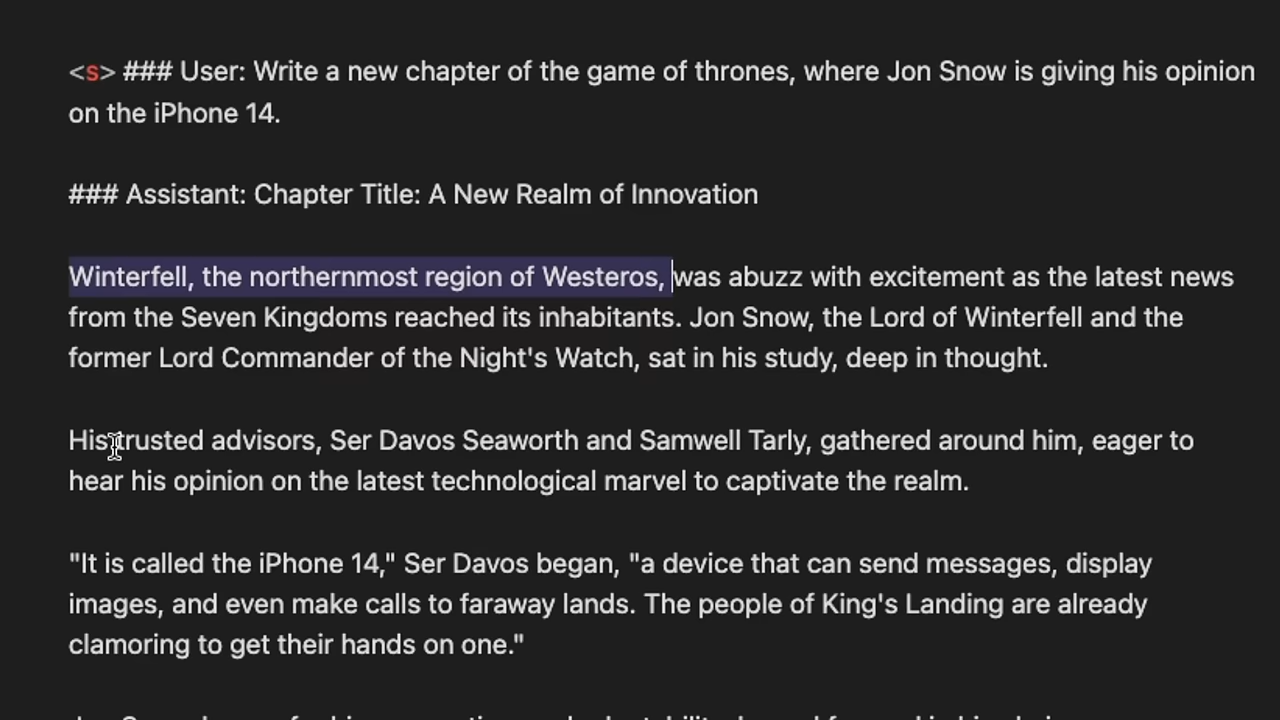 <s> ### User: Write a new chapter of the game of thrones, where Jon Snow is giving his opinion
on the iPhone 14.
### Assistant: Chapter Title: A New Realm of Innovation
Winterfell, the northernmost region of Westeros, was abuzz with excitement as the latest news
from the Seven Kingdoms reached its inhabitants. Jon Snow, the Lord of Winterfell and the
former Lord Commander of the Night's Watch, sat in his study, deep in thought.
His trusted advisors, Ser Davos Seaworth and Samwell Tarly, gathered around him, eager to
hear his opinion on the latest technological marvel to captivate the realm.
"It is called the iPhone 14," Ser Davos began, "a device that can send messages, display
images, and even make calls to faraway lands. The people of King's Landing are already
clamoring to get their hands on one."